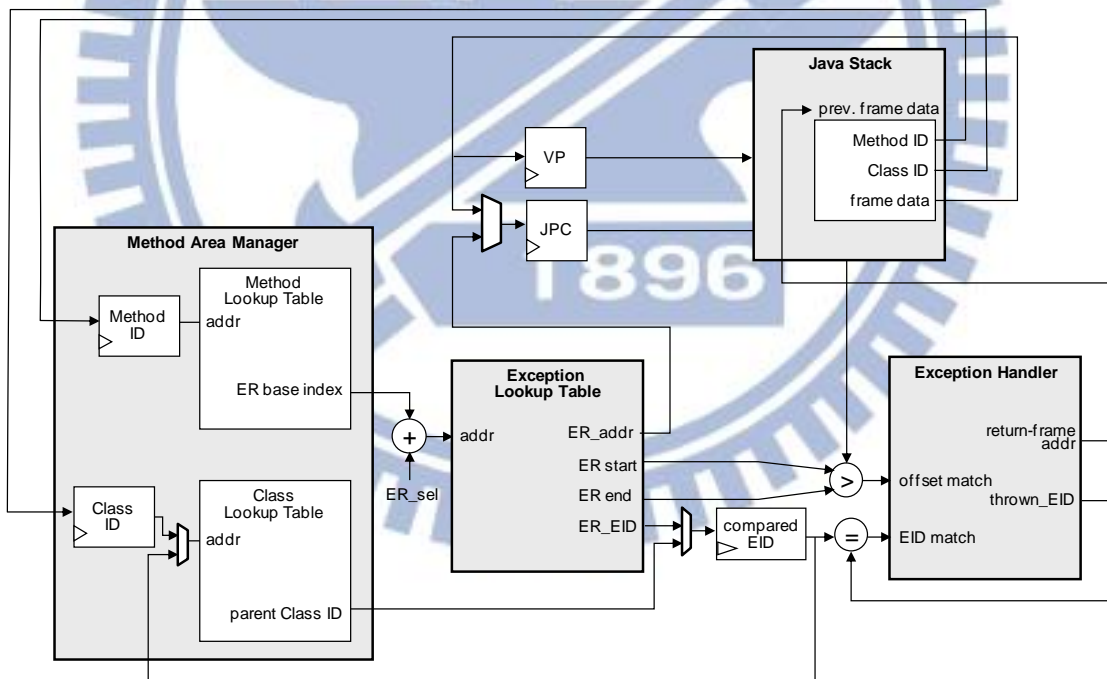 Java Stack
prev. frame data
Method ID
Class ID
frame data
VP
JPC
1896
Method Area Manager
Method
Lookup Table
addr
ER base index
Method
ID
Class
Lookup Table
addr
parent Class ID
Class
ID
+
ER_sel
Exception
Lookup Table
addr
ER_addr
ER start
ER end
ER_EID
compared
EID
>
=
Exception Handler
return-frame
addr
offset match
thrown_EID
EID match